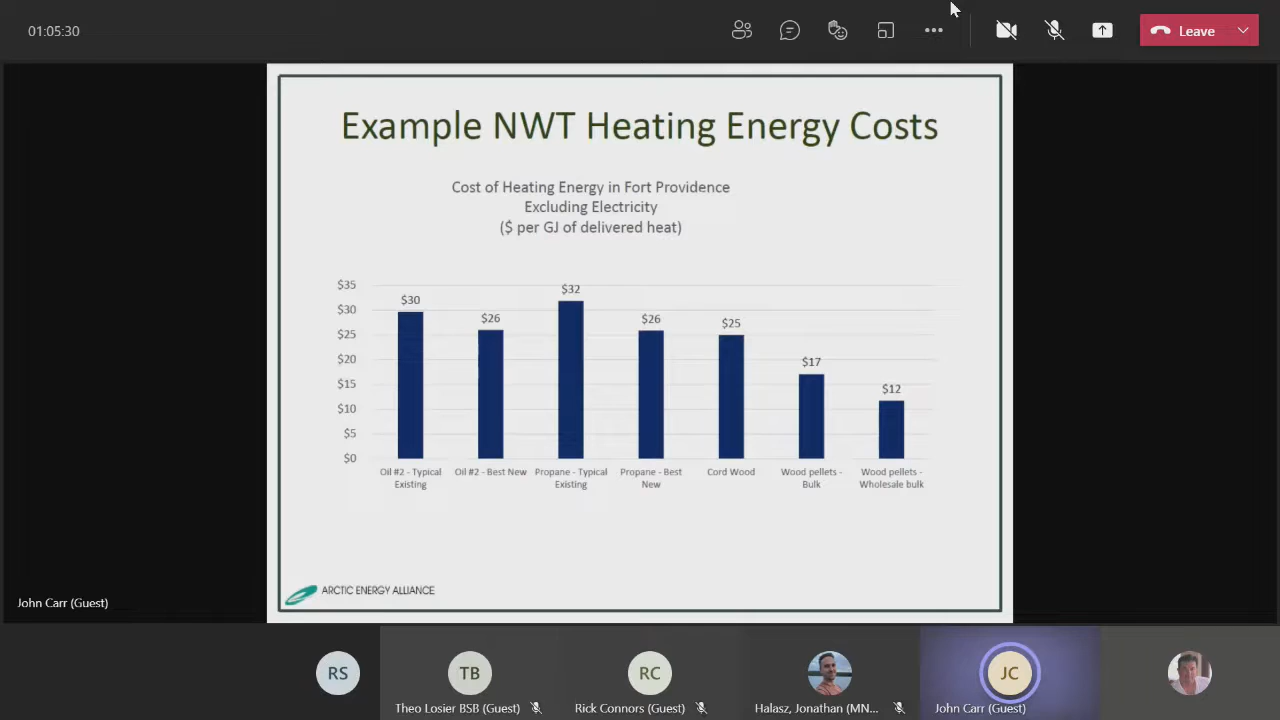 01:05:30
Leave
Example NWT Heating Energy Costs
Cost of Heating Energy in Fort Providence
Excluding Electricity
($ per GJ of delivered heat)
$35
$30
$25
$20
$15
$10
$5
$0
$30
$26
$32
$26
$25
$17
$12
Oil #2 - Typical
Existing
Oil #2 - Best New
Propane - Typical
Existing
Propane - Best
New
Cord Wood
Wood pellets -
Bulk
Wood pellets -
Wholesale bulk
ARCTIC ENERGY ALLIANCE
John Carr (Guest)
RS
TB
RC
JC
Theo Losier BSB (Guest)
Rick Connors (Guest)
Halasz, Jonathan (MN...
John Carr (Guest)